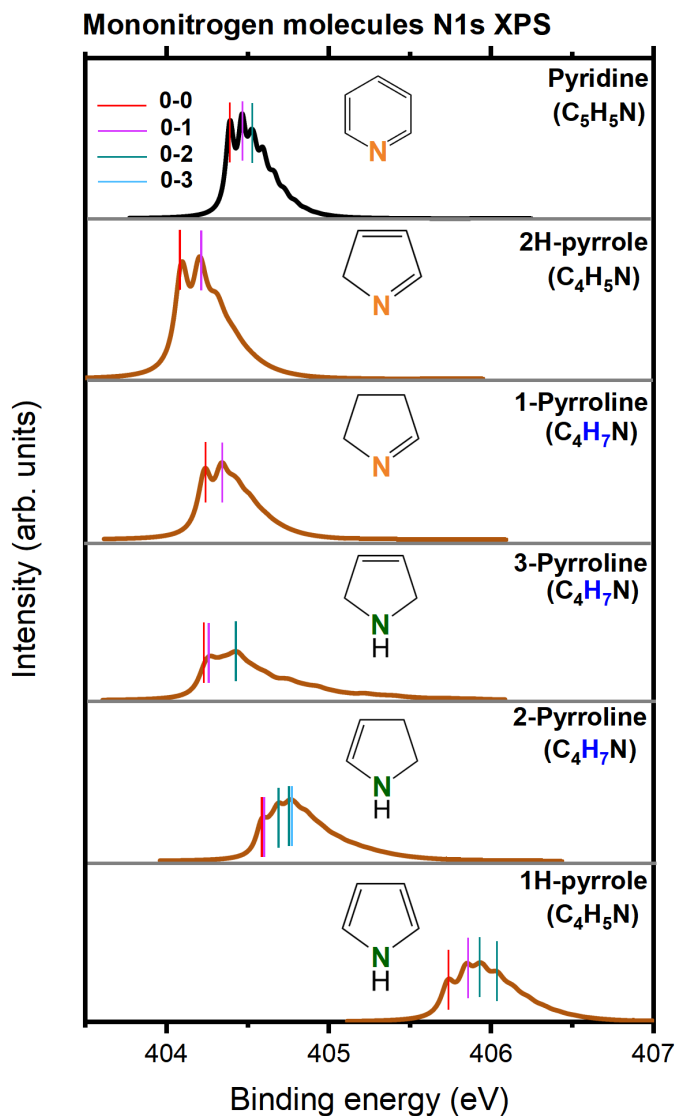 Mononitrogen molecules N1s XPS
0-0
0-1
0-2
0-3
Pyridine
(C₅H₅N)
N
2H-pyrrole
(C₄H₅N)
N
1-Pyrroline
(C₄H₇N)
N
3-Pyrroline
(C₄H₇N)
N
H
2-Pyrroline
(C₄H₇N)
N
H
1H-pyrrole
(C₄H₅N)
N
H
Intensity (arb. units)
404
405
406
407
Binding energy (eV)